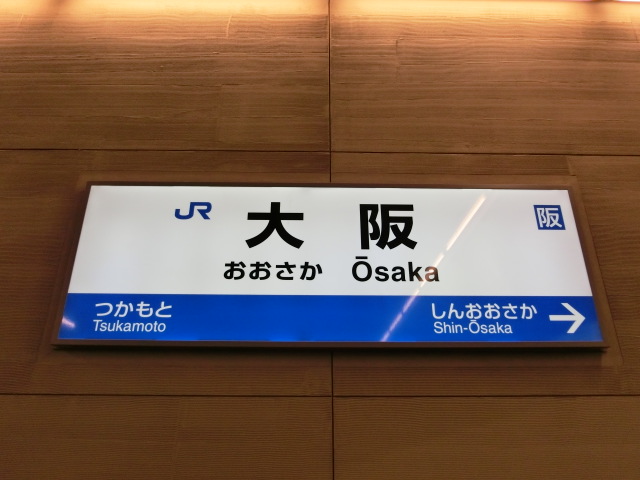 JR 大阪 阪
おおさか Ōsaka
つかもと しんおおさか →
Tsukamoto Shin-Ōsaka